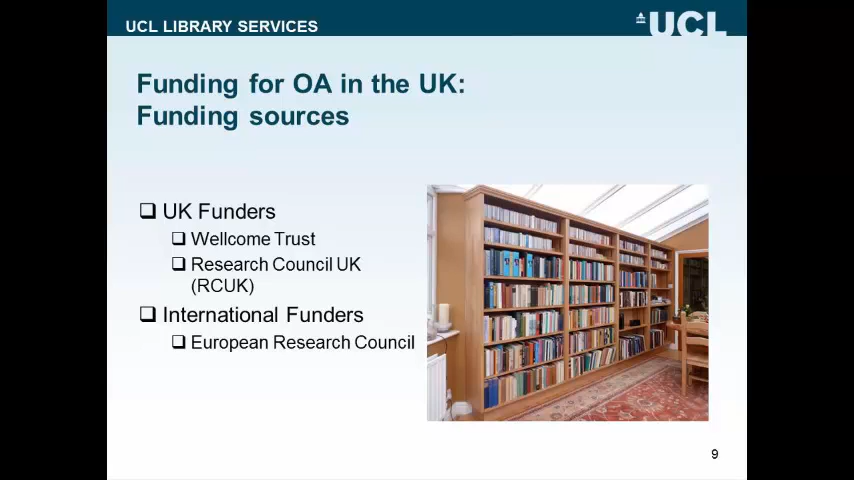 UCL LIBRARY SERVICES
UCL
Funding for OA in the UK:
Funding sources
UK Funders
Wellcome Trust
Research Council UK
(RCUK)
International Funders
European Research Council
9